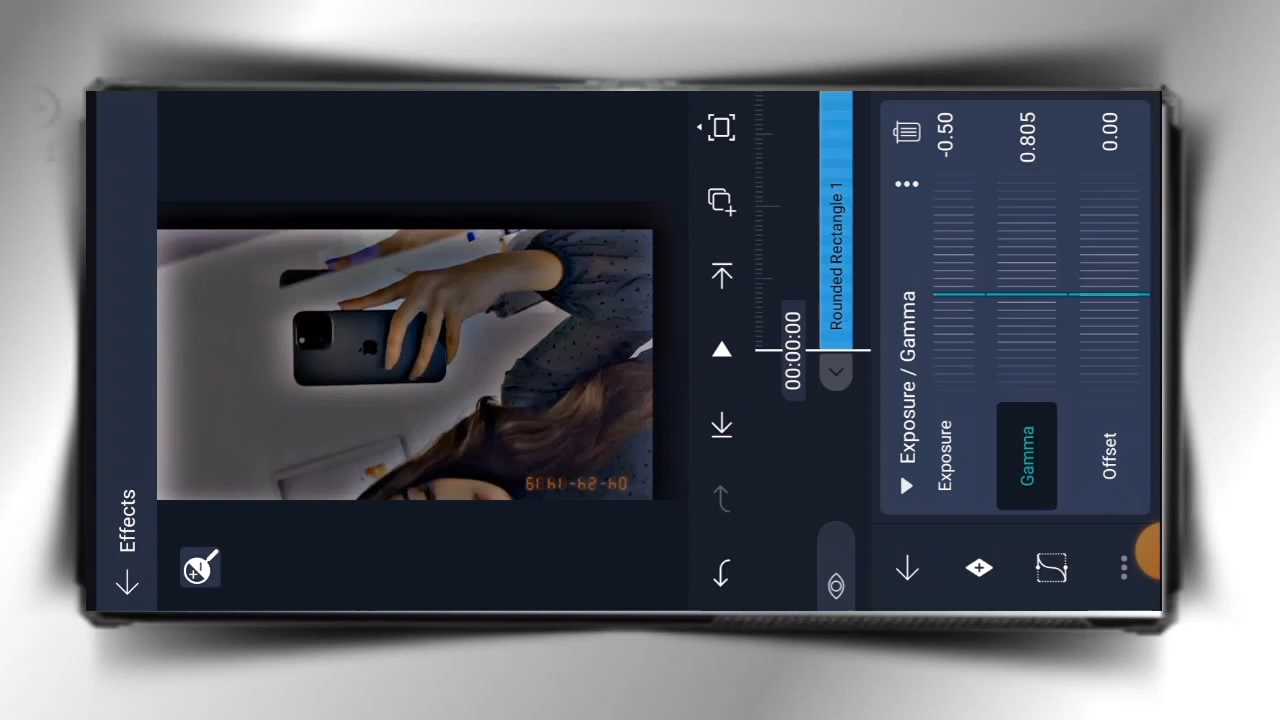 Effects
00:00:00
Rounded Rectangle 1
Exposure / Gamma
Exposure
-0.50
Gamma
0.805
Offset
0.00